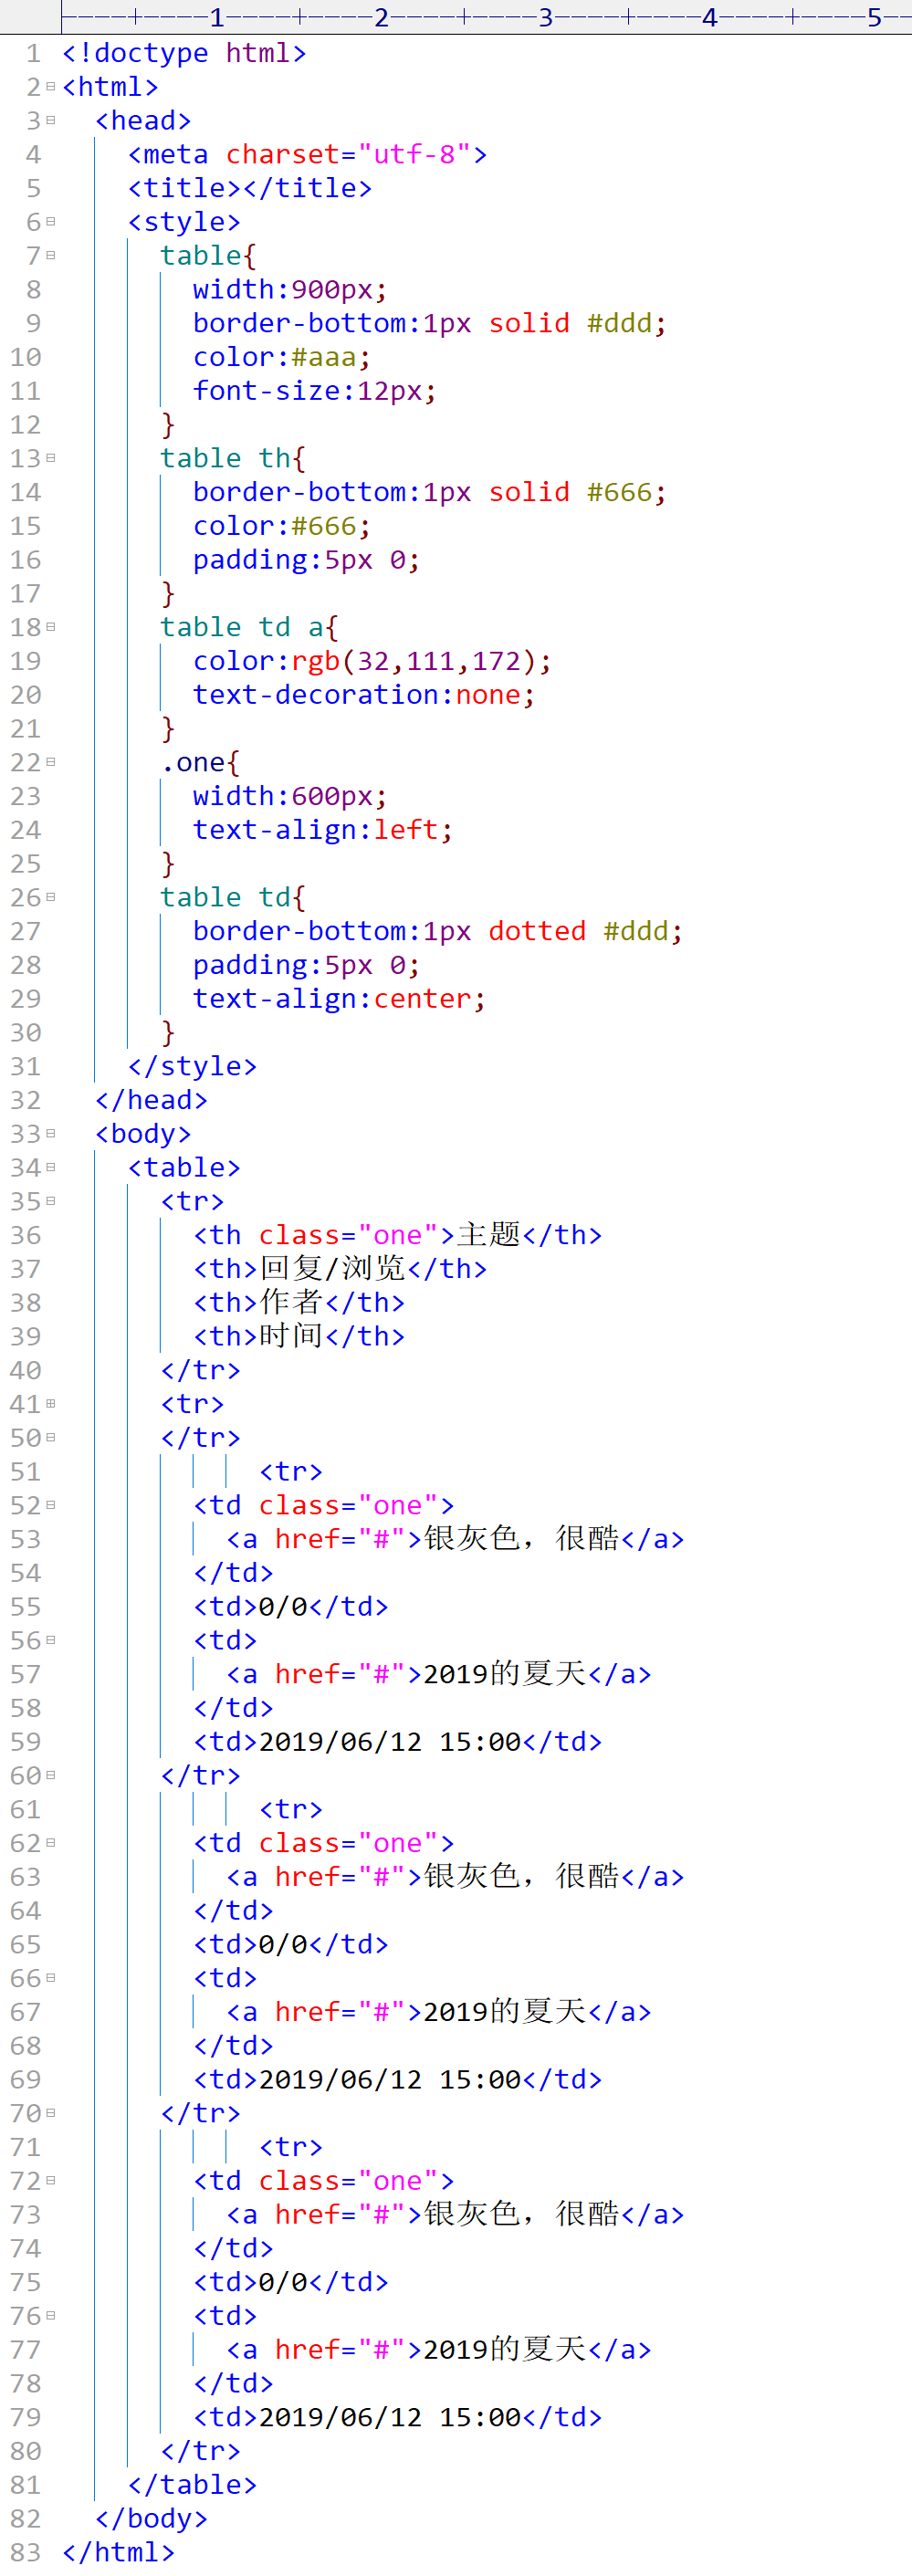 1 2 3 4 5
1 <!doctype html>
2 <html>
3 <head>
4 <meta charset="utf-8">
5 <title></title>
6 <style>
7 table{
8 width:900px;
9 border-bottom:1px solid #ddd;
10 color:#aaa;
11 font-size:12px;
12 }
13 table th{
14 border-bottom:1px solid #666;
15 color:#666;
16 padding:5px 0;
17 }
18 table td a{
19 color:rgb(32,111,172);
20 text-decoration:none;
21 }
22 .one{
23 width:600px;
24 text-align:left;
25 }
26 table td{
27 border-bottom:1px dotted #ddd;
28 padding:5px 0;
29 text-align:center;
30 }
31 </style>
32 </head>
33 <body>
34 <table>
35 <tr>
36 <th class="one">主题</th>
37 <th>回复/浏览</th>
38 <th>作者</th>
39 <th>时间</th>
40 </tr>
41 <tr>
50 </tr>
51 <tr>
52 <td class="one">
53 <a href="#">银灰色，很酷</a>
54 </td>
55 <td>0/0</td>
56 <td>
57 <a href="#">2019的夏天</a>
58 </td>
59 <td>2019/06/12 15:00</td>
60 </tr>
61 <tr>
62 <td class="one">
63 <a href="#">银灰色，很酷</a>
64 </td>
65 <td>0/0</td>
66 <td>
67 <a href="#">2019的夏天</a>
68 </td>
69 <td>2019/06/12 15:00</td>
70 </tr>
71 <tr>
72 <td class="one">
73 <a href="#">银灰色，很酷</a>
74 </td>
75 <td>0/0</td>
76 <td>
77 <a href="#">2019的夏天</a>
78 </td>
79 <td>2019/06/12 15:00</td>
80 </tr>
81 </table>
82 </body>
83 </html>